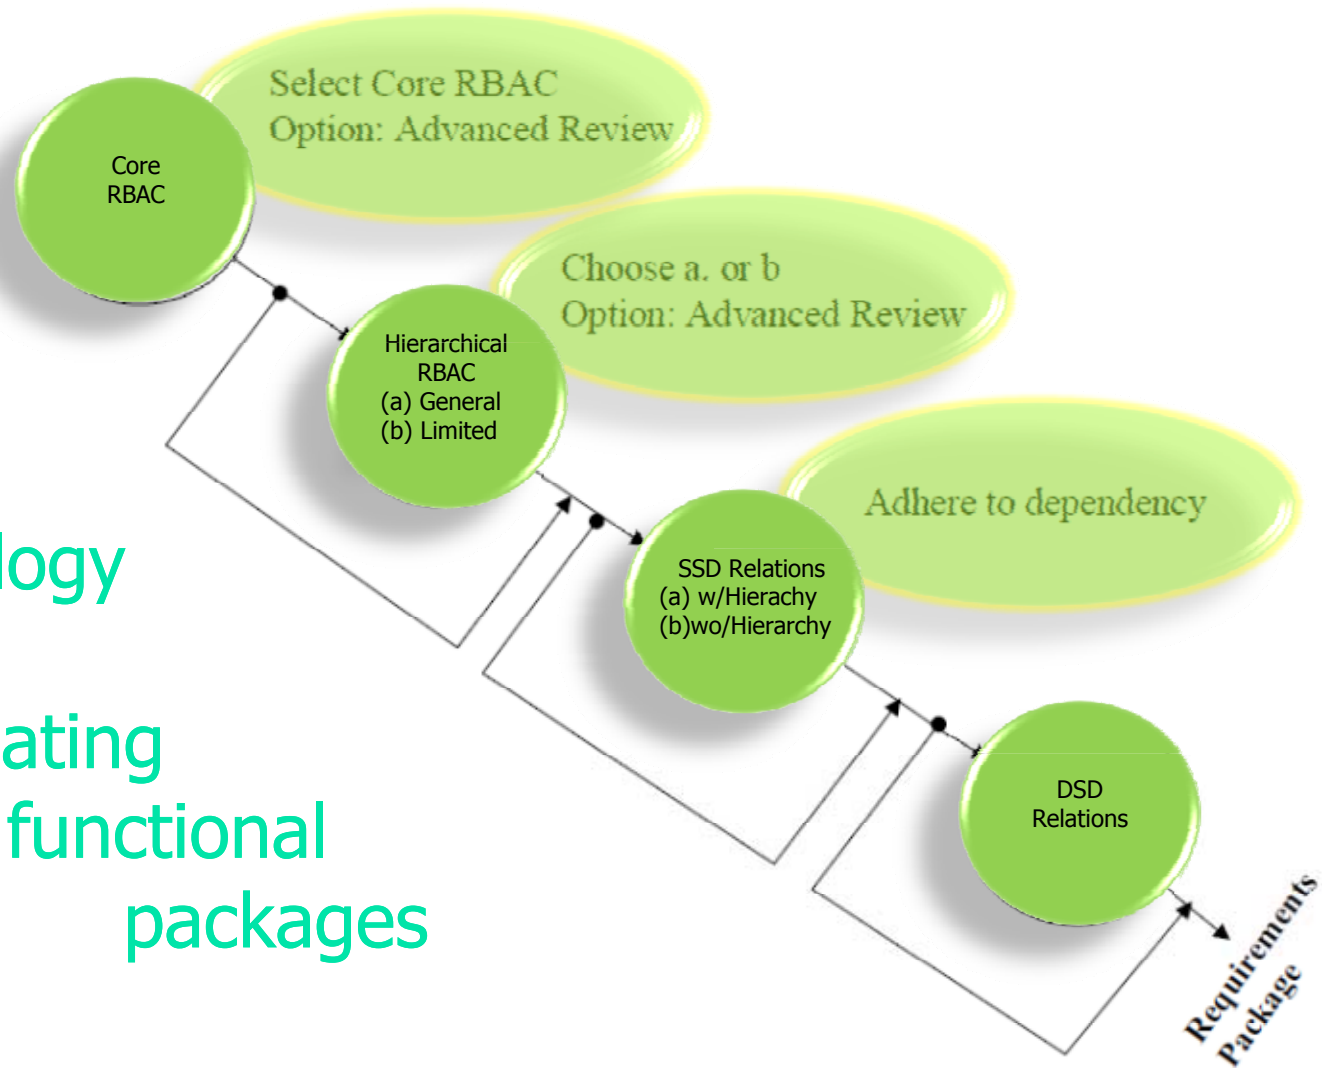 Select Core RBAC
Option: Advanced Review
Core
RBAC
Choose a. or b
Option: Advanced Review
Hierarchical
RBAC
(a) General
(b) Limited
Adhere to dependency
SSD Relations
(a) w/Hierachy
(b)wo/Hierarchy
DSD
Relations
Requirements
Package
logy
ating
functional
packages